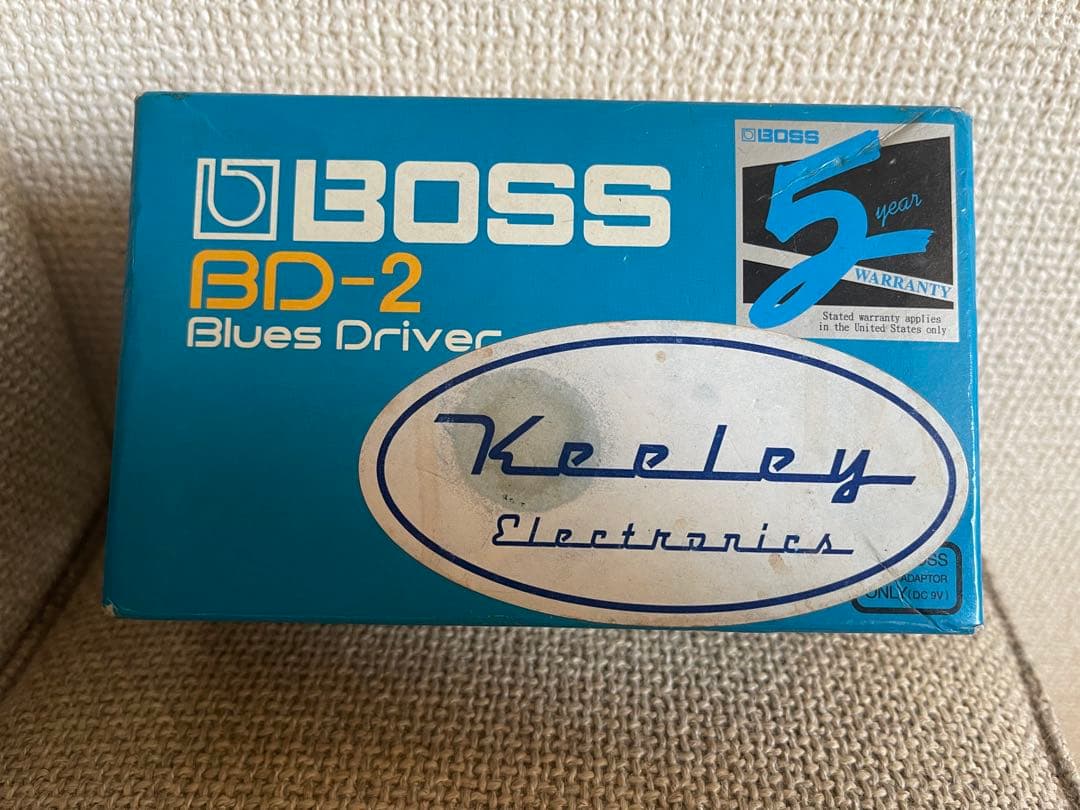 BOSS
BD-2
Blues Driver
BOSS
5
year
WARRANTY
Stated warranty applies
in the United States only
Keeley
Electronics
ADAPTOR
ONLY (DC 9V)